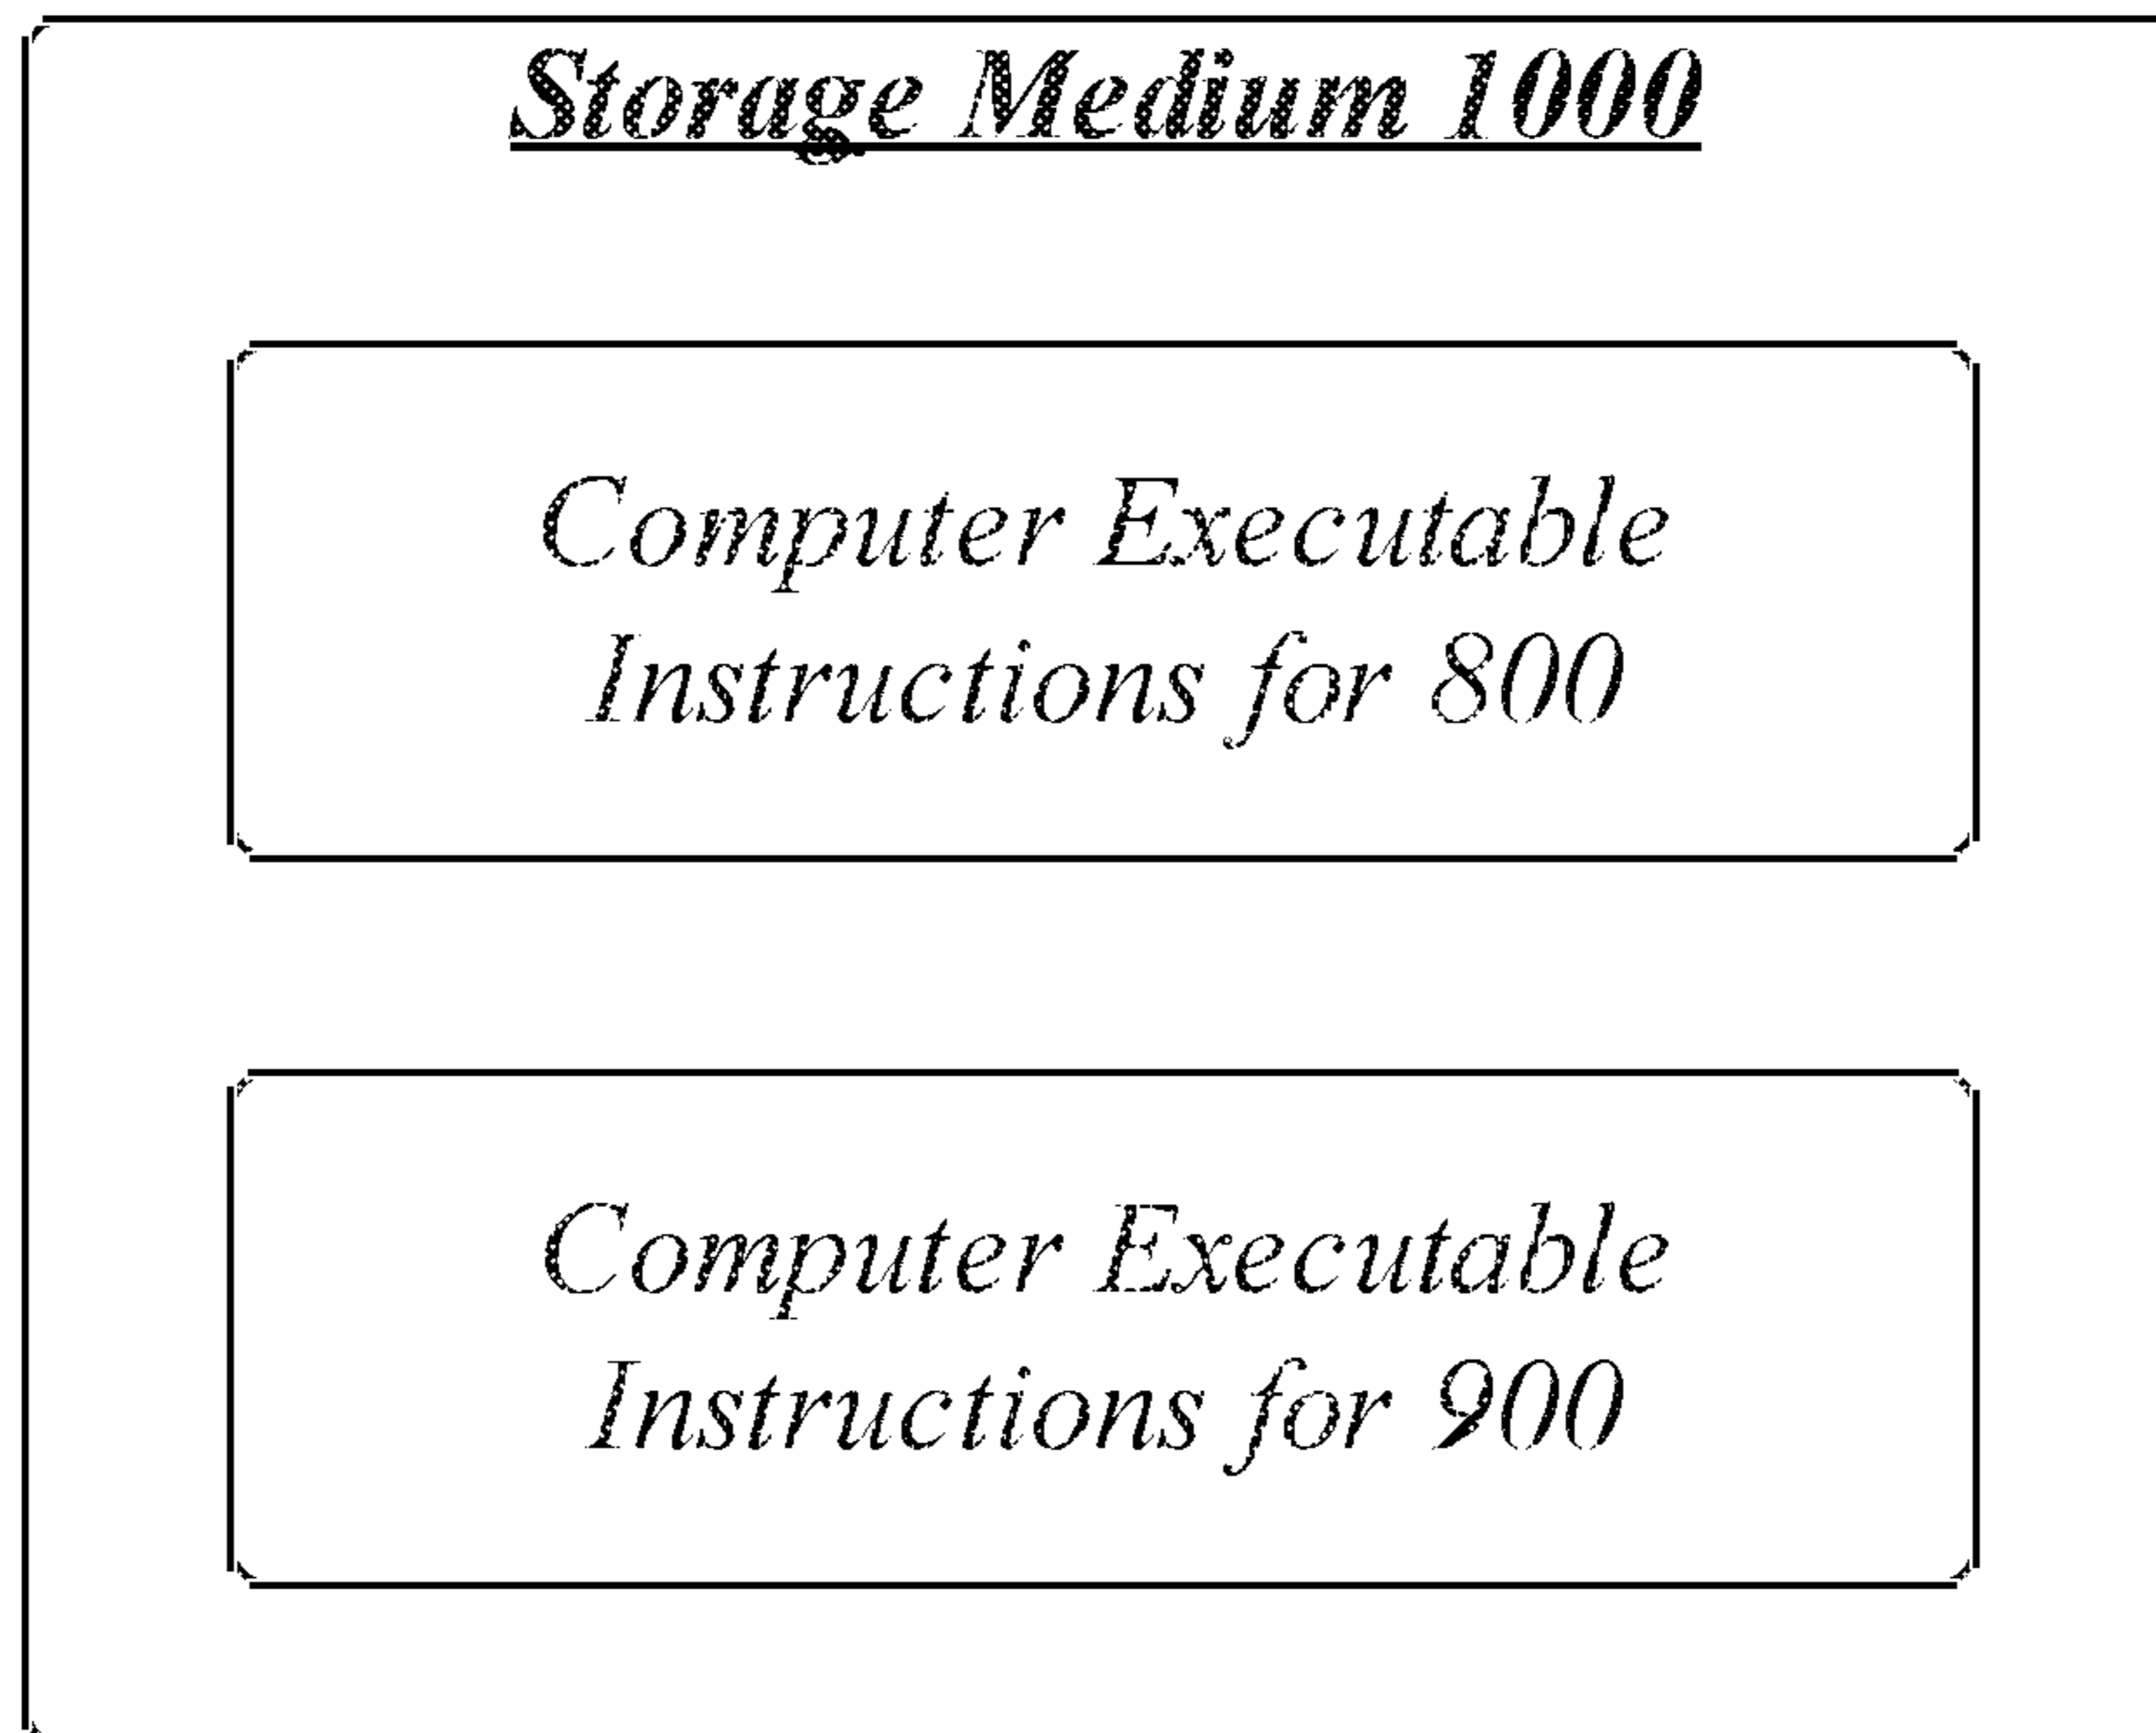 Storage Medium 1000
Computer Executable
Instructions for 800
Computer Executable
Instructions for 900